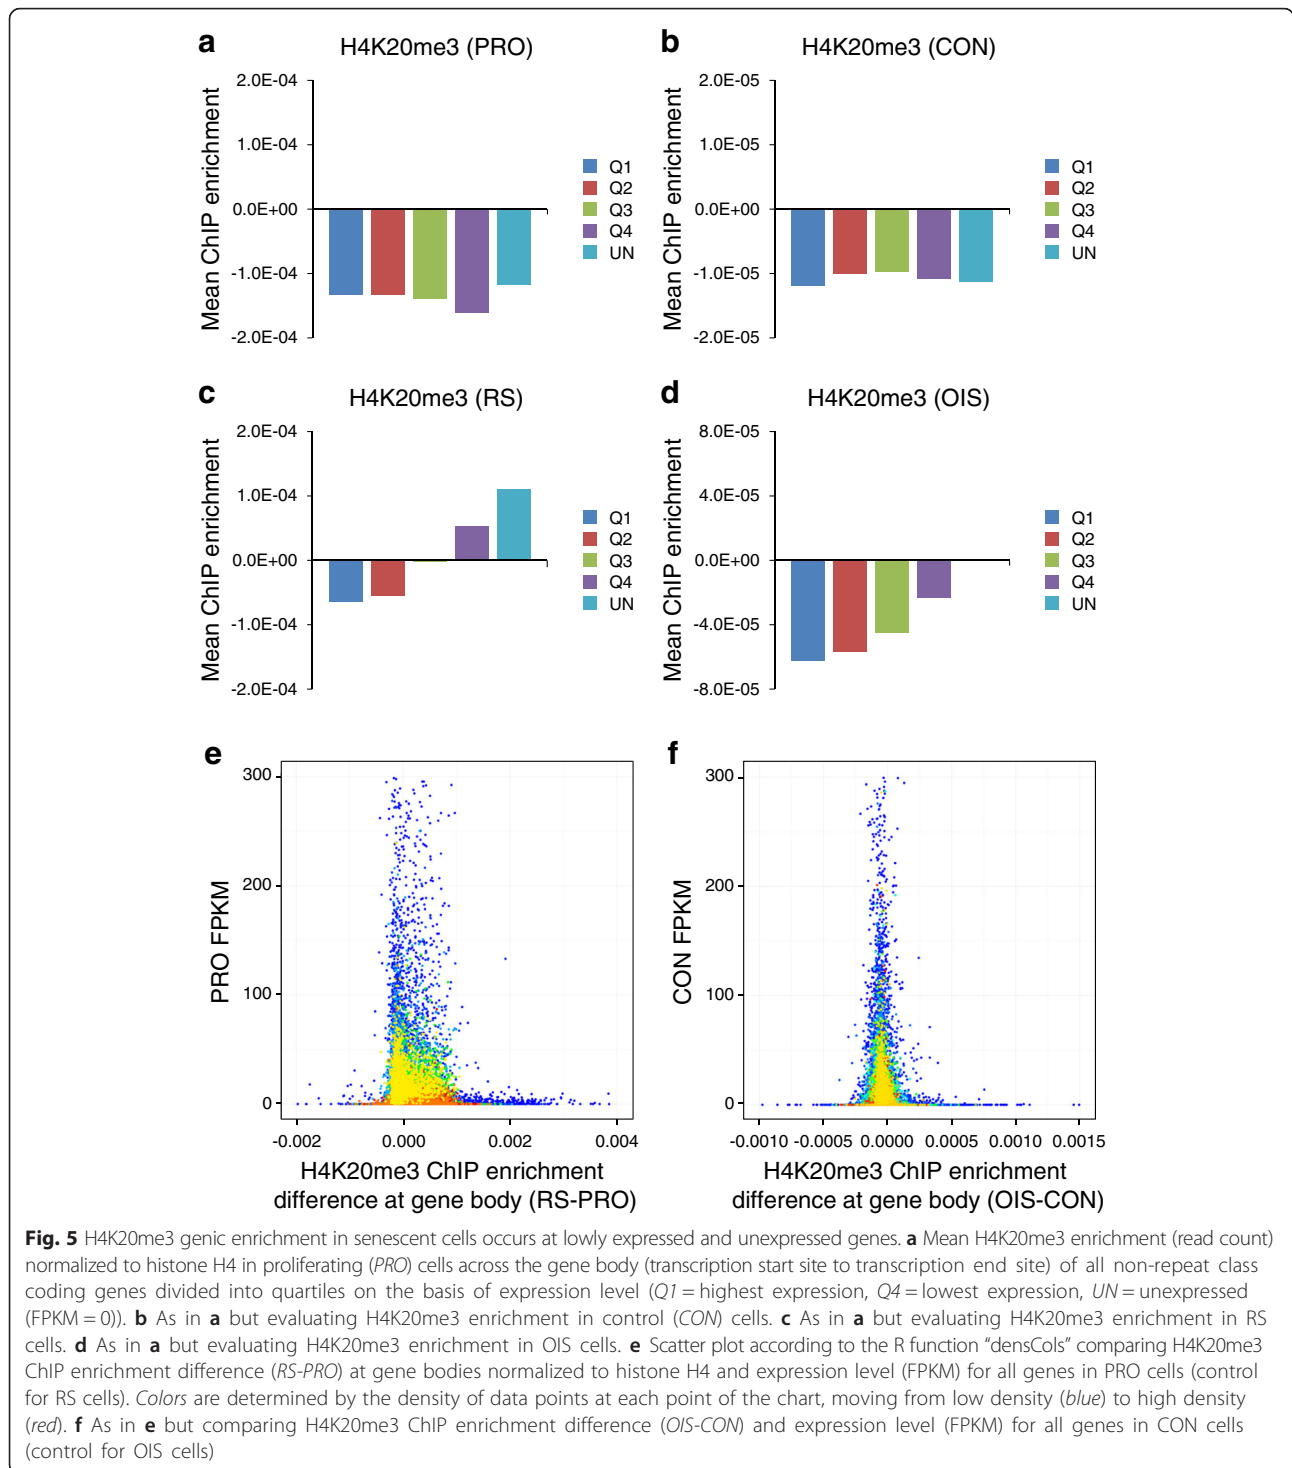 a
H4K20me3 (PRO)
Mean ChIP enrichment
2.0E-04
1.0E-04
0.0E+00
-1.0E-04
-2.0E-04
Q1
Q2
Q3
Q4
UN
b
H4K20me3 (CON)
Mean ChIP enrichment
2.0E-05
1.0E-05
0.0E+00
-1.0E-05
-2.0E-05
Q1
Q2
Q3
Q4
UN
c
H4K20me3 (RS)
Mean ChIP enrichment
2.0E-04
1.0E-04
0.0E+00
-1.0E-04
-2.0E-04
Q1
Q2
Q3
Q4
UN
d
H4K20me3 (OIS)
Mean ChIP enrichment
8.0E-05
4.0E-05
0.0E+00
-4.0E-05
-8.0E-05
Q1
Q2
Q3
Q4
UN
e
PRO FPKM
300
200
100
0
-0.002 0.000 0.002 0.004
H4K20me3 ChIP enrichment
difference at gene body (RS-PRO)
f
CON FPKM
300
200
100
0
-0.0010 -0.0005 0.0000 0.0005 0.0010 0.0015
H4K20me3 ChIP enrichment
difference at gene body (OIS-CON)
Fig. 5 H4K20me3 genic enrichment in senescent cells occurs at lowly expressed and unexpressed genes. a Mean H4K20me3 enrichment (read count)
normalized to histone H4 in proliferating (PRO) cells across the gene body (transcription start site to transcription end site) of all non-repeat class
coding genes divided into quartiles on the basis of expression level (Q1 = highest expression, Q4 = lowest expression, UN = unexpressed
(FPKM = 0)). b As in a but evaluating H4K20me3 enrichment in control (CON) cells. c As in a but evaluating H4K20me3 enrichment in RS
cells. d As in a but evaluating H4K20me3 enrichment in OIS cells. e Scatter plot according to the R function “densCols” comparing H4K20me3
ChIP enrichment difference (RS-PRO) at gene bodies normalized to histone H4 and expression level (FPKM) for all genes in PRO cells (control
for RS cells). Colors are determined by the density of data points at each point of the chart, moving from low density (blue) to high density
(red). f As in e but comparing H4K20me3 ChIP enrichment difference (OIS-CON) and expression level (FPKM) for all genes in CON cells
(control for OIS cells)